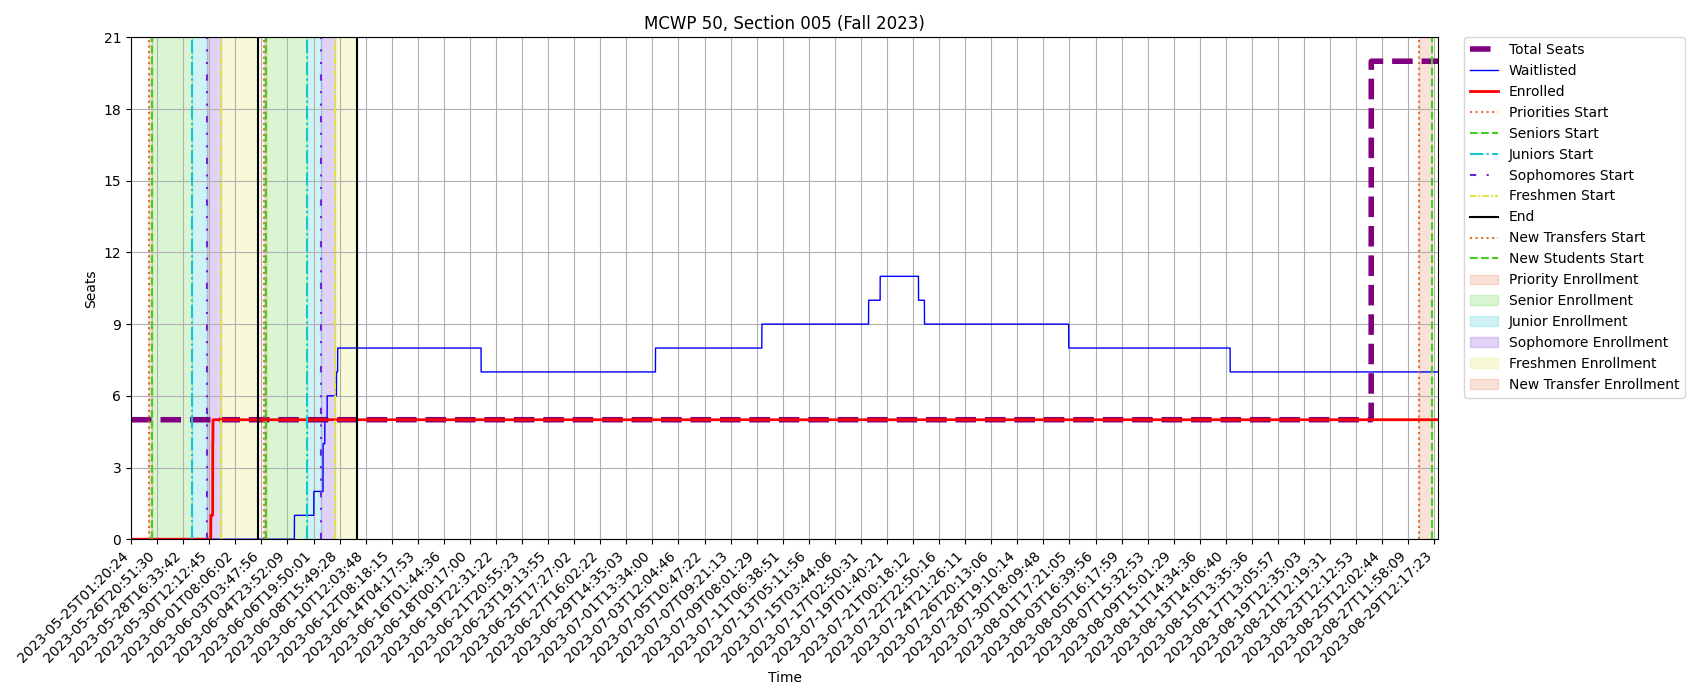 MCWP 50, Section 005 (Fall 2023)
Seats
21
18
15
12
9
6
3
0
2023-05-25T01:20:24
2023-05-26T20:51:30
2023-05-28T16:33:42
2023-05-30T12:12:45
2023-06-01T08:06:02
2023-06-03T03:47:56
2023-06-04T23:52:09
2023-06-06T19:50:01
2023-06-08T15:49:28
2023-06-10T12:03:48
2023-06-12T08:18:15
2023-06-14T04:17:53
2023-06-16T01:44:36
2023-06-18T00:17:00
2023-06-19T22:31:22
2023-06-21T20:55:23
2023-06-23T19:13:55
2023-06-25T17:27:02
2023-06-27T16:02:22
2023-06-29T14:35:03
2023-07-01T13:34:00
2023-07-03T12:04:46
2023-07-05T10:47:22
2023-07-07T09:21:13
2023-07-09T08:01:29
2023-07-11T06:38:51
2023-07-13T05:11:56
2023-07-15T03:44:06
2023-07-17T02:50:31
2023-07-19T01:40:21
2023-07-21T00:18:12
2023-07-22T22:50:16
2023-07-24T21:26:11
2023-07-26T20:13:06
2023-07-28T19:10:14
2023-07-30T18:09:48
2023-08-01T17:21:05
2023-08-03T16:39:56
2023-08-05T16:17:59
2023-08-07T15:32:53
2023-08-09T15:01:29
2023-08-11T14:34:36
2023-08-13T14:06:40
2023-08-15T13:35:36
2023-08-17T13:05:57
2023-08-19T12:35:03
2023-08-21T12:19:31
2023-08-23T12:12:53
2023-08-25T12:02:44
2023-08-27T11:58:09
2023-08-29T12:17:23
Time
Total Seats
Waitlisted
Enrolled
Priorities Start
Seniors Start
Juniors Start
Sophomores Start
Freshmen Start
End
New Transfers Start
New Students Start
Priority Enrollment
Senior Enrollment
Junior Enrollment
Sophomore Enrollment
Freshmen Enrollment
New Transfer Enrollment